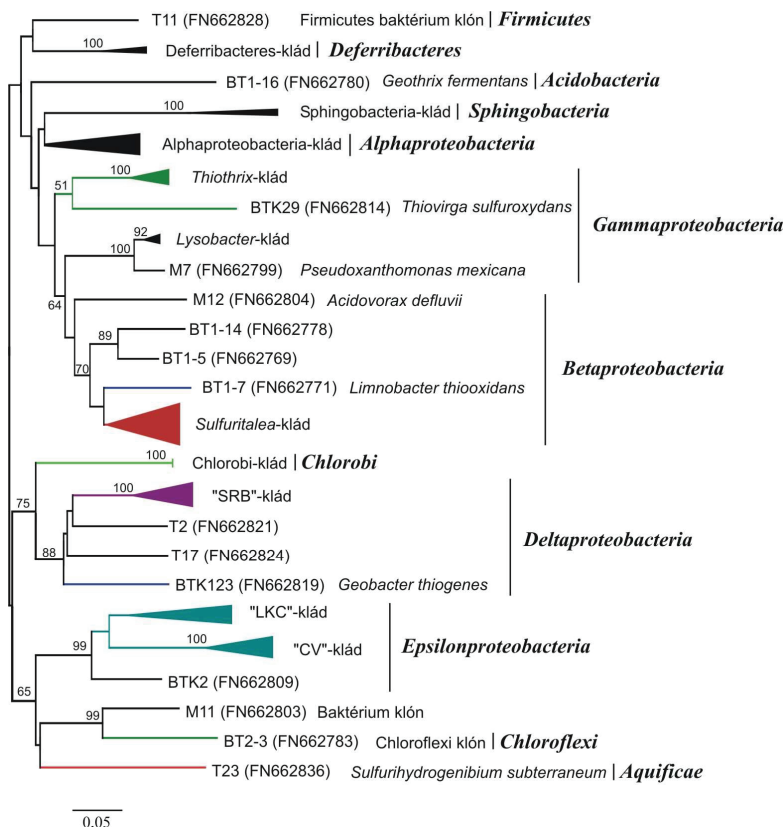 T11 (FN662828) Firmicutes baktérium klón | Firmicutes
100 Deferribacteres-klád | Deferribacteres
BT1-16 (FN662780) Geothrix fermentans | Acidobacteria
100 Sphingobacteria-klád | Sphingobacteria
Alphaproteobacteria-klád | Alphaproteobacteria
100 Thiothrix-klád
51
BTK29 (FN662814) Thiovirga sulfuroxydans
Gammaproteobacteria
92 Lysobacter-klád
100
M7 (FN662799) Pseudoxanthomonas mexicana
64
M12 (FN662804) Acidovorax defluvii
BT1-14 (FN662778)
89
BT1-5 (FN662769)
Betaproteobacteria
70
BT1-7 (FN662771) Limnobacter thiooxidans
Sulfuritalea-klád
100 Chlorobi-klád | Chlorobi
100 "SRB"-klád
75
T2 (FN662821)
Deltaproteobacteria
88
T17 (FN662824)
BTK123 (FN662819) Geobacter thiogenes
"LKC"-klád
99
100 "CV"-klád
Epsilonproteobacteria
BTK2 (FN662809)
65
99
M11 (FN662803) Baktérium klón
BT2-3 (FN662783) Chloroflexi klón | Chloroflexi
T23 (FN662836) Sulfurihydrogenibium subterraneum | Aquificae
0.05